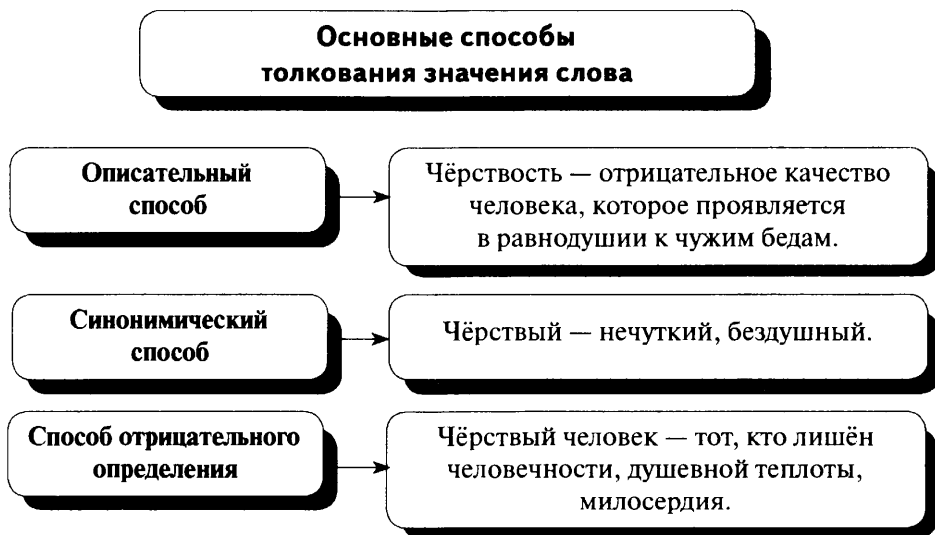 Основные способы
толкования значения слова
Описательный
способ
Чёрствость — отрицательное качество
человека, которое проявляется
в равнодушии к чужим бедам.
Синонимический
способ
Чёрствый — нечуткий, бездушный.
Способ отрицательного
определения
Чёрствый человек — тот, кто лишён
человечности, душевной теплоты,
милосердия.